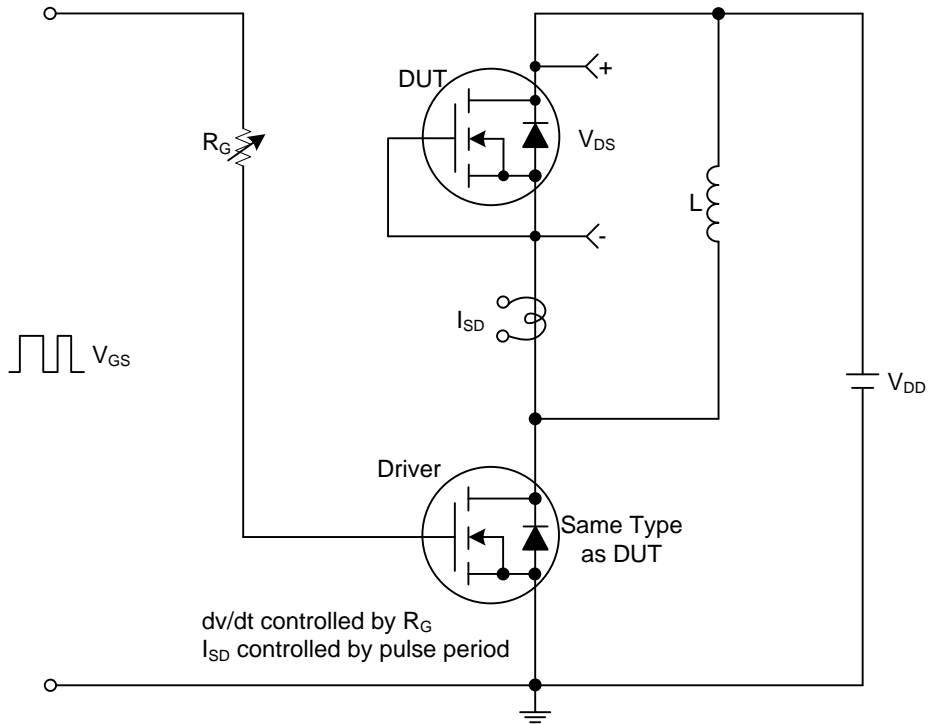 DUT
+
R_G
V_DS
L
-
I_SD
V_GS
V_DD
Driver
Same Type
as DUT
dv/dt controlled by R_G
I_SD controlled by pulse period